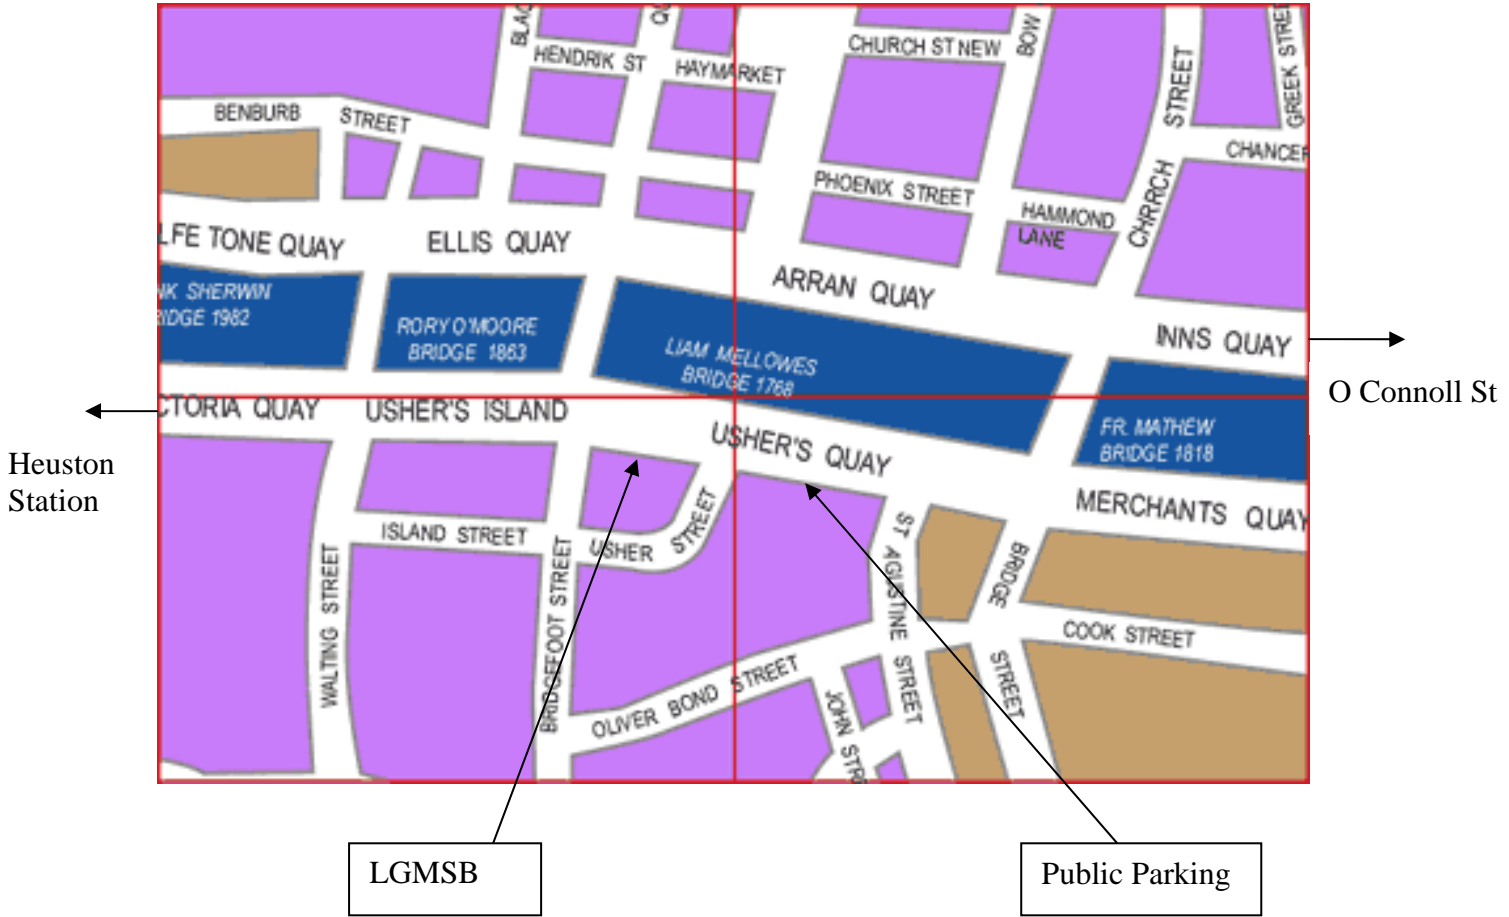 BLAC
QU
HENDRIK ST
HAYMARKET
CHURCH ST NEW
BOW
STREET
GREEK STREE
BENBURB STREET
CHANCER
PHOENIX STREET
HAMMOND
LANE
CHRRCH
LFE TONE QUAY
ELLIS QUAY
ARRAN QUAY
INNS QUAY
NK SHERWIN
IDGE 1982
RORY O'MOORE
BRIDGE 1863
LIAM MELLOWES
BRIDGE 1768
O Connoll St
CTORIA QUAY
USHER'S ISLAND
USHER'S QUAY
FR. MATHEW
BRIDGE 1818
Heuston
Station
MERCHANTS QUAY
ISLAND STREET
USHER STREET
ST AGUSTINE STREET
BRIDGE STREET
COOK STREET
WALTING STREET
BRIDGEFOOT STREET
OLIVER BOND STREET
JOHN STR
LGMSB
Public Parking